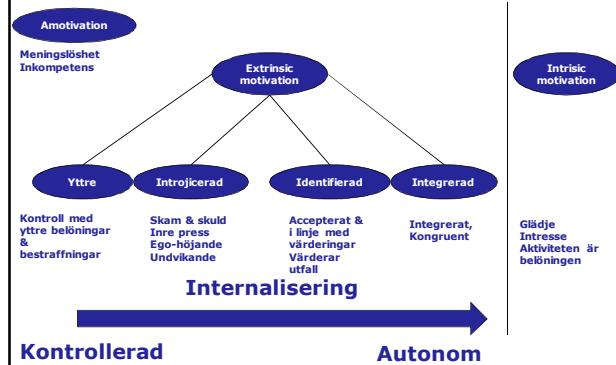 Amotivation
Meningslöshet
Inkompetens
Extrinsic
motivation
Intrisic
motivation
Yttre
Introjicerad
Identifierad
Integrerad
Kontroll med
yttre belöningar
&
bestraffningar
Skam & skuld
Inre press
Ego-höjande
Undvikande
Accepterat &
i linje med
värderingar
Värderar
utfall
Integrerat,
Kongruent
Glädje
Intresse
Aktiviteten är
belöningen
Internalisering
Kontrollerad
Autonom